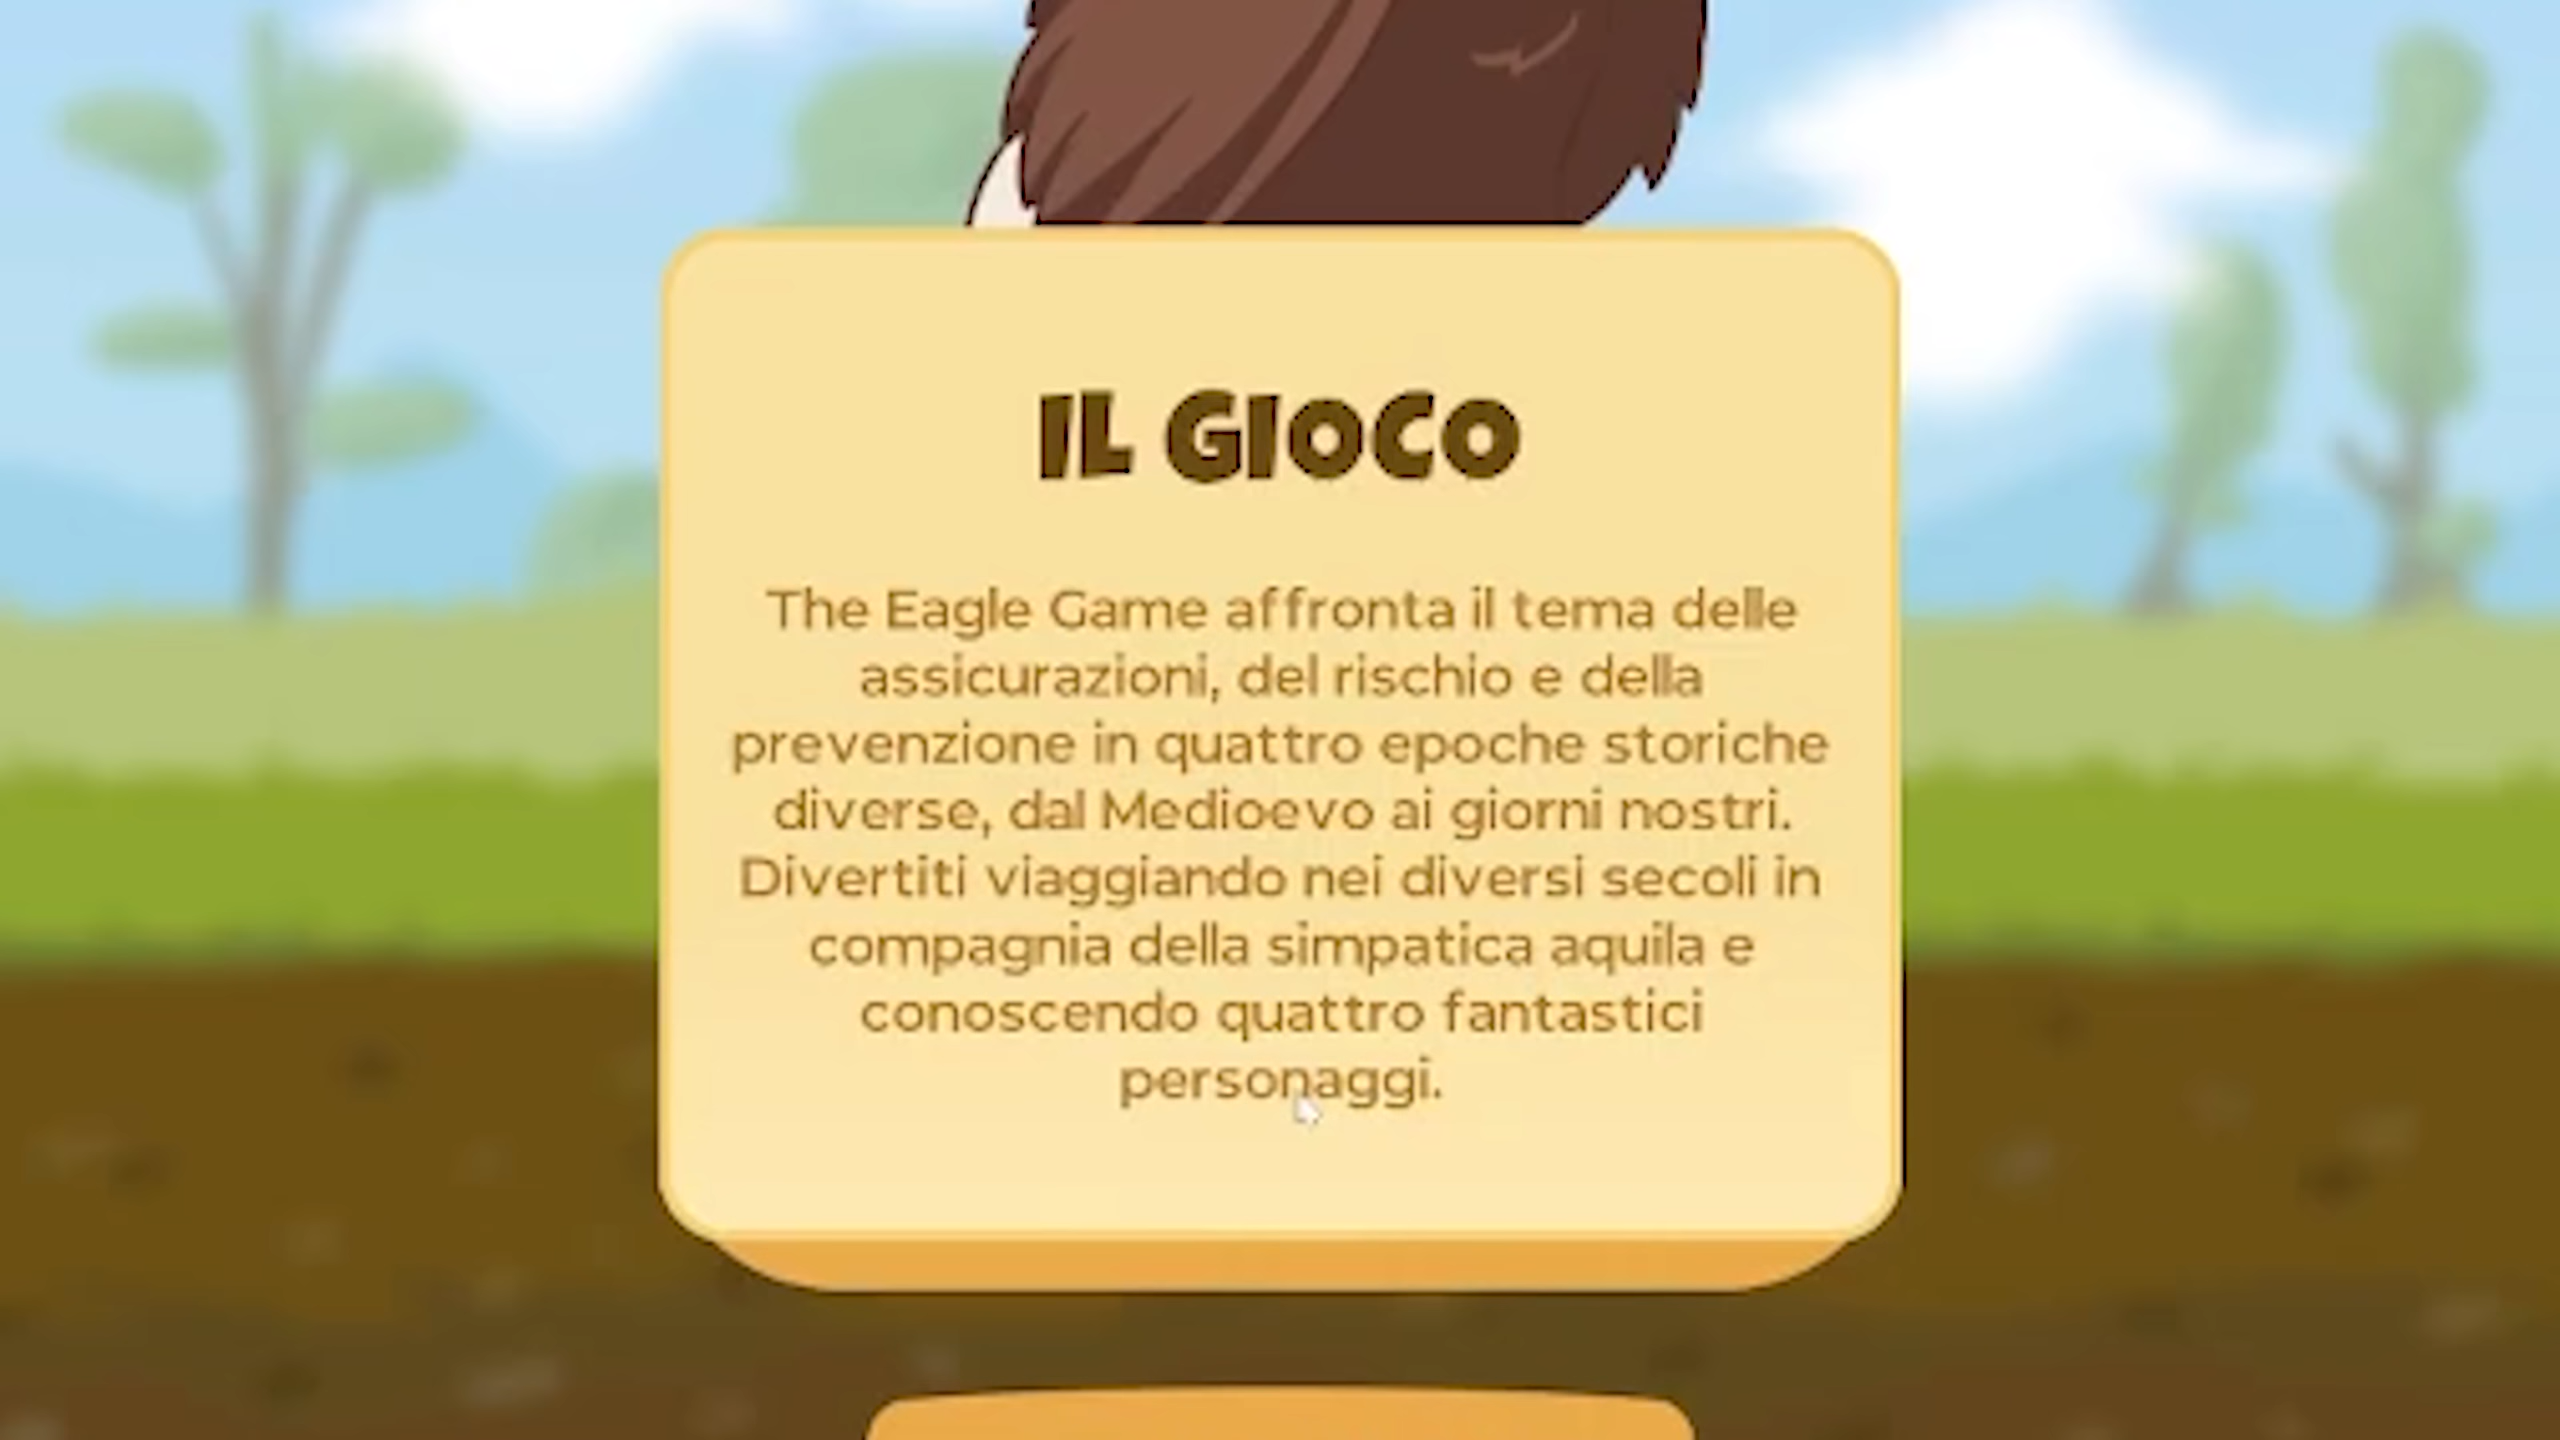 IL GIOCO
The Eagle Game affronta il tema delle
assicurazioni, del rischio e della
prevenzione in quattro epoche storiche
diverse, dal Medioevo ai giorni nostri.
Divertiti viaggiando nei diversi secoli in
compagnia della simpatica aquila e
conoscendo quattro fantastici
personaggi.